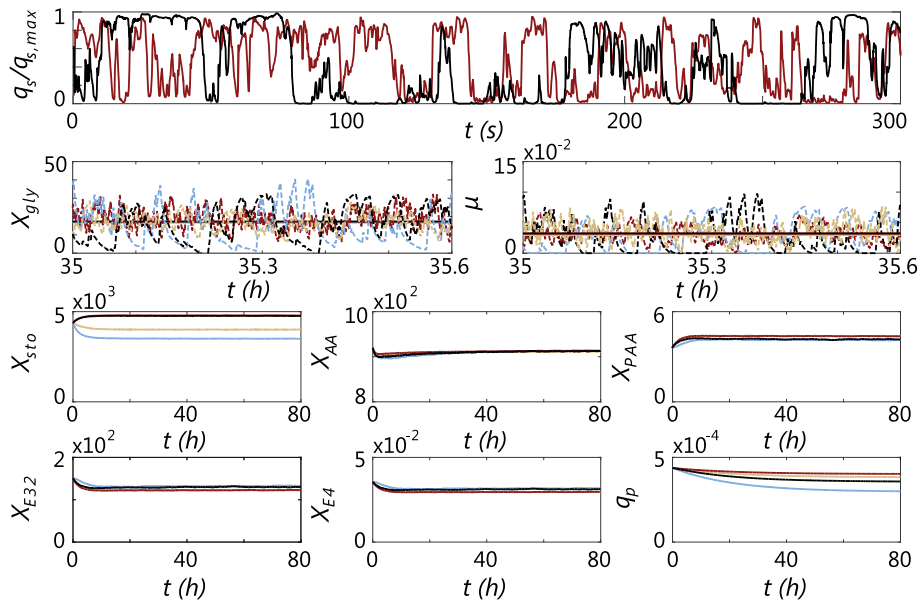 1
q_s/q_s,max
0
0
100
200
300
t (s)
50
X_gly
0
35
35.3
35.6
t (h)
15
x10^-2
μ
0
35
35.3
35.6
t (h)
5
x10^3
X_sto
0
0
40
80
t (h)
10
x10^2
X_AA
8
0
40
80
t (h)
6
X_PAA
0
0
40
80
t (h)
2
x10^2
X_E32
0
0
40
80
t (h)
5
x10^-2
X_E4
0
0
40
80
t (h)
5
x10^-4
q_p
0
0
40
80
t (h)